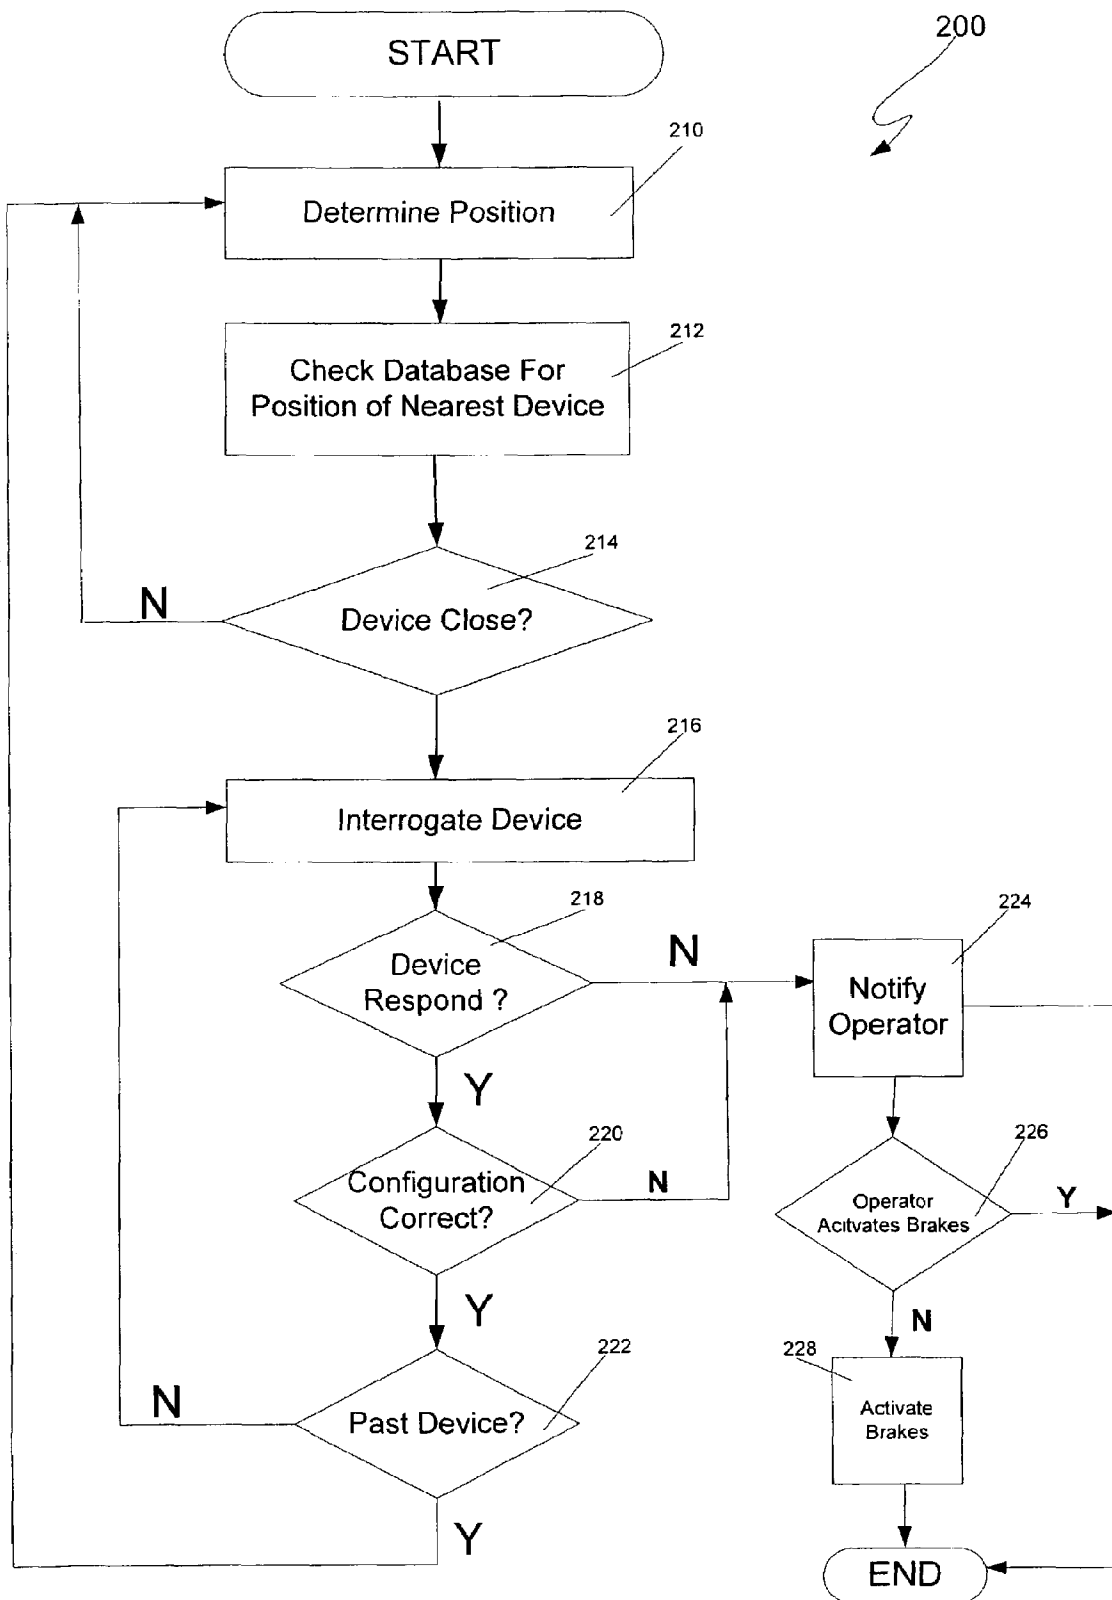 START
200
210
Determine Position
212
Check Database For
Position of Nearest Device
214
N
Device Close?
216
Interrogate Device
218
224
N
Device
Respond ?
Notify
Operator
Y
220
226
Configuration
Correct?
N
Operator
Acitvates Brakes
Y
Y
N
222
228
N
Past Device?
Activate
Brakes
Y
END